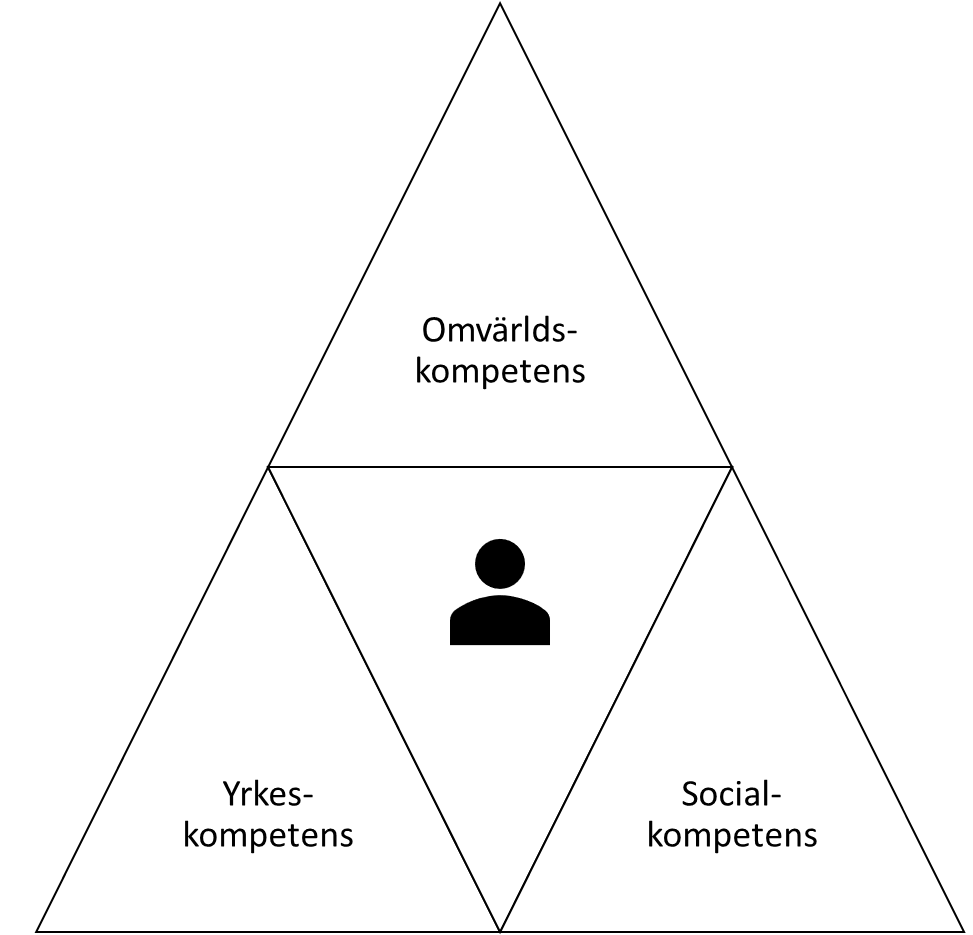 Omvärlds-
kompetens
Yrkes-
kompetens
Social-
kompetens